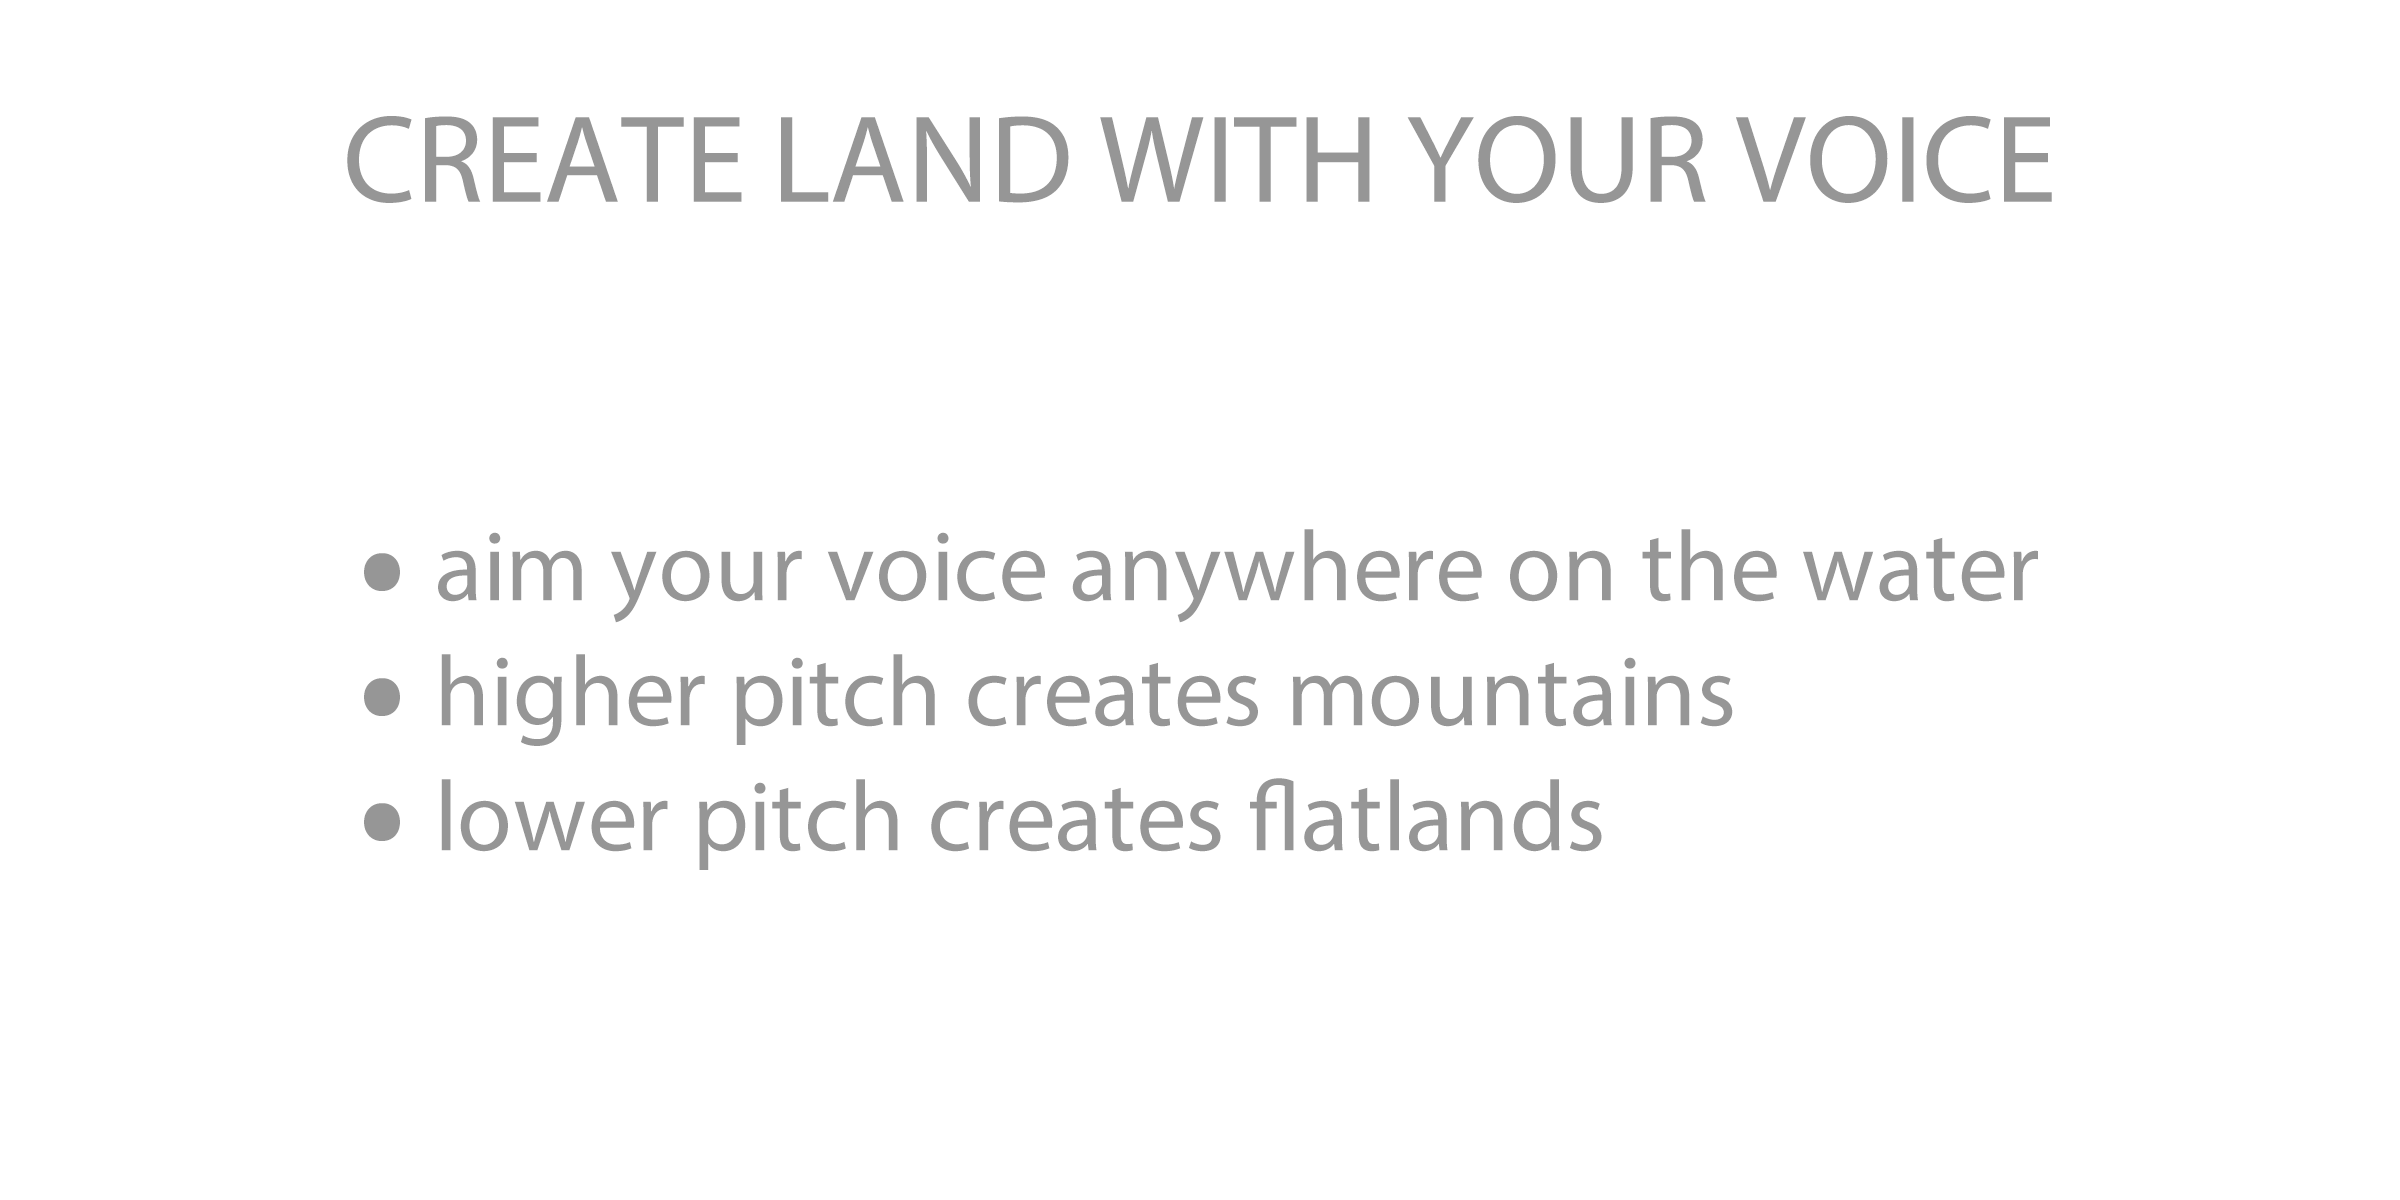 CREATE LAND WITH YOUR VOICE
• aim your voice anywhere on the water
• higher pitch creates mountains
• lower pitch creates flatlands